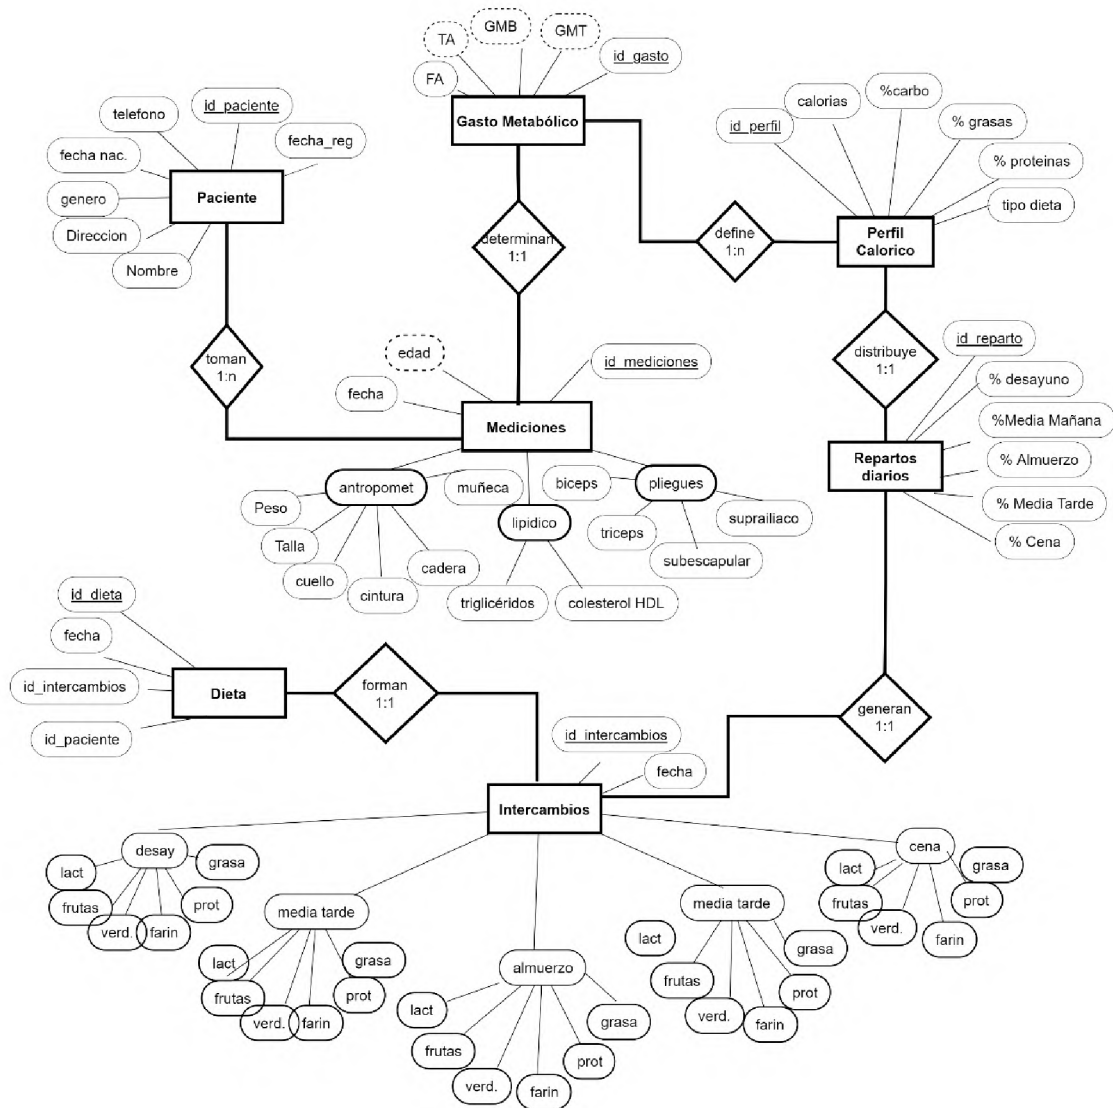 GMB
GMT
TA
id_gasto
FA
Gasto Metabólico
telefono
id_paciente
fecha_reg
fecha nac.
genero
Direccion
Nombre
Paciente
calorias
%carbo
id_perfil
% grasas
% proteinas
tipo dieta
Perfil
Calorico
determinan
1:1
define
1:n
toman
1:n
distribuye
1:1
edad
id_mediciones
fecha
Mediciones
id_reparto
% desayuno
%Media Mañana
% Almuerzo
% Media Tarde
% Cena
Repartos
diarios
antropomet
muñeca
Peso
Talla
cuello
cintura
cadera
lipidico
triglicéridos
colesterol HDL
biceps
pliegues
triceps
subescapular
suprailiaco
id_dieta
fecha
id_intercambios
id_paciente
Dieta
forman
1:1
generan
1:1
id_intercambios
fecha
Intercambios
desay
lact
frutas
verd.
farin
prot
grasa
media tarde
lact
frutas
verd.
farin
prot
grasa
almuerzo
lact
frutas
verd.
farin
prot
grasa
media tarde
lact
frutas
verd.
farin
prot
grasa
cena
lact
frutas
verd.
farin
prot
grasa